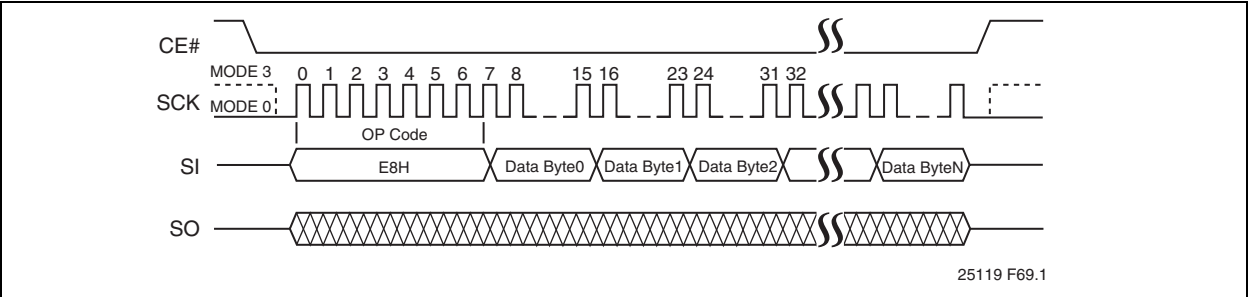 CE#
MODE 3 0 1 2 3 4 5 6 7 8 15 16 23 24 31 32
SCK MODE 0
OP Code
SI E8H Data Byte0 Data Byte1 Data Byte2 Data ByteN
SO
25119 F69.1